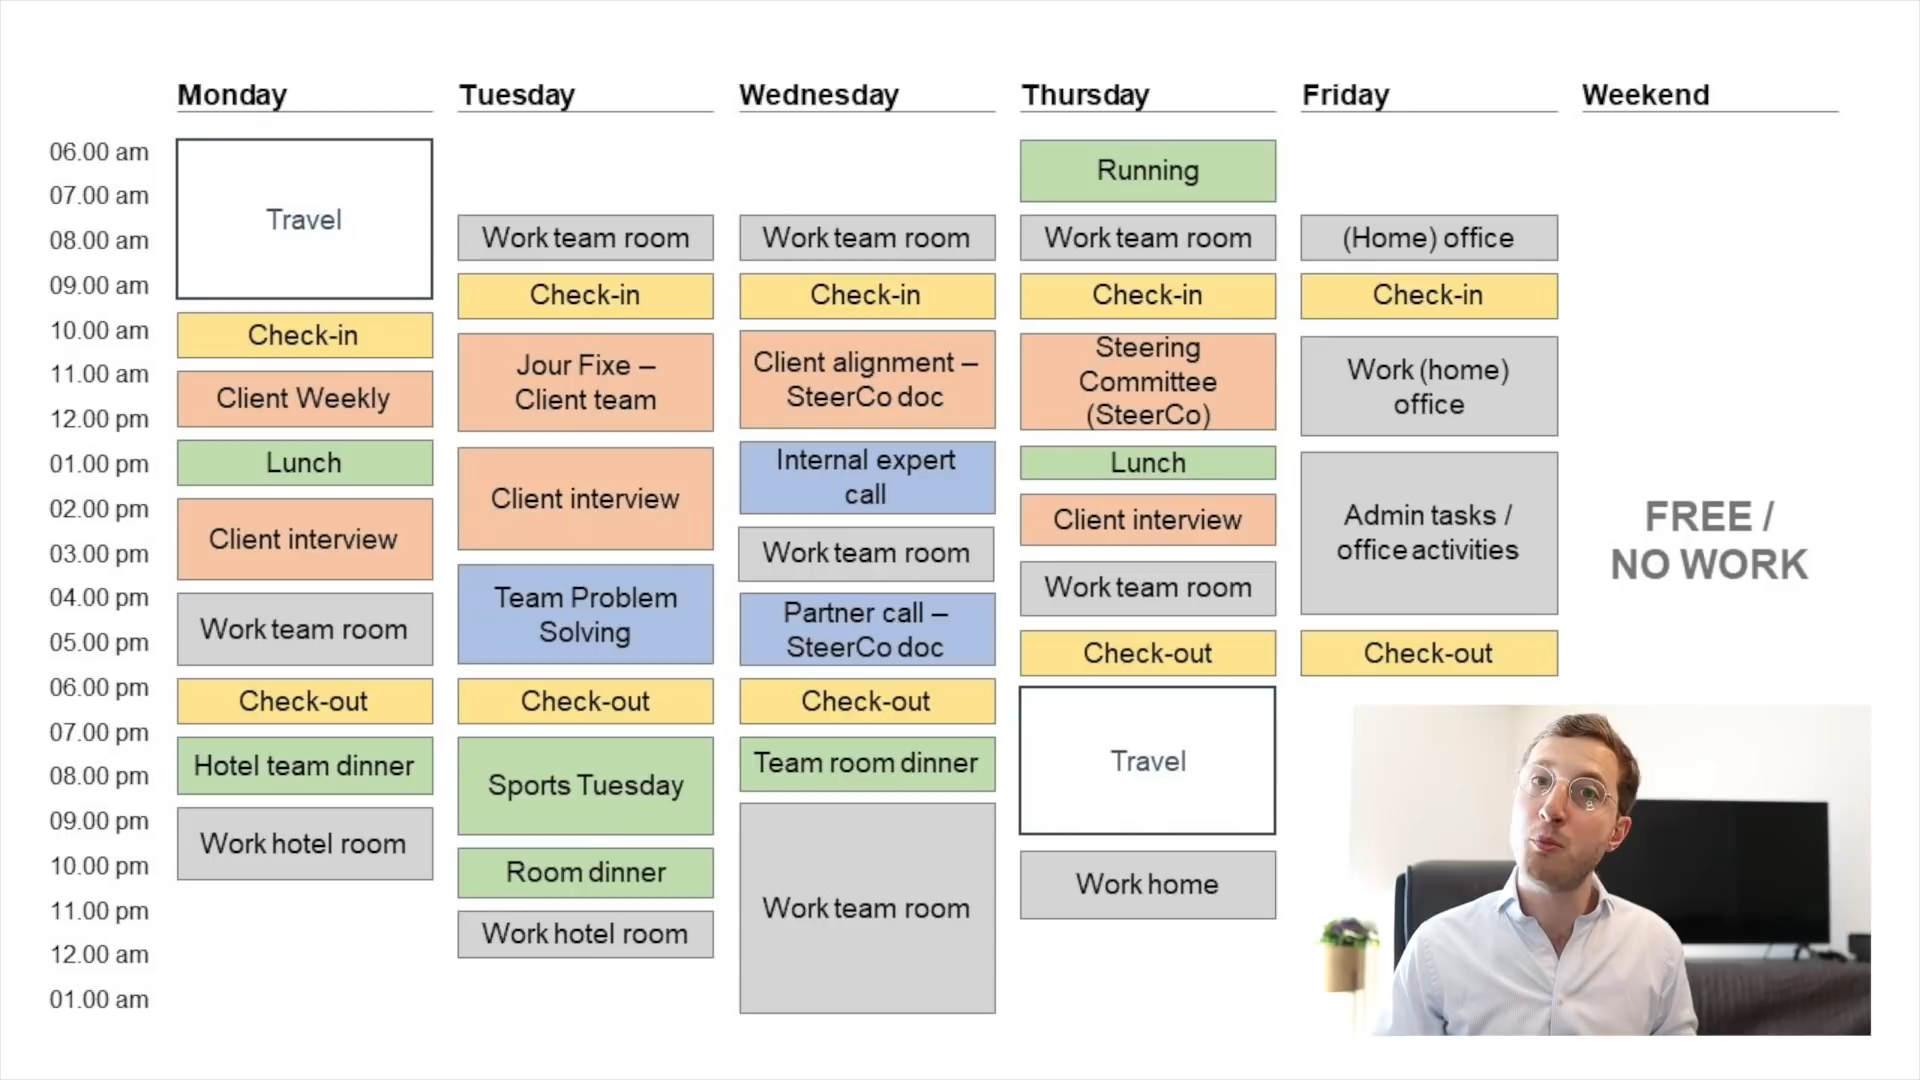 Monday
Tuesday
Wednesday
Thursday
Friday
Weekend
06.00 am
07.00 am
08.00 am
09.00 am
10.00 am
11.00 am
12.00 pm
01.00 pm
02.00 pm
03.00 pm
04.00 pm
05.00 pm
06.00 pm
07.00 pm
08.00 pm
09.00 pm
10.00 pm
11.00 pm
12.00 am
01.00 am
Travel
Check-in
Client Weekly
Lunch
Client interview
Work team room
Check-out
Hotel team dinner
Work hotel room
Work team room
Check-in
Jour Fixe –
Client team
Client interview
Team Problem
Solving
Check-out
Sports Tuesday
Room dinner
Work hotel room
Work team room
Check-in
Client alignment –
SteerCo doc
Internal expert
call
Work team room
Partner call –
SteerCo doc
Check-out
Team room dinner
Work team room
Running
Work team room
Check-in
Steering
Committee
(SteerCo)
Lunch
Client interview
Work team room
Check-out
Travel
Work home
(Home) office
Check-in
Work (home)
office
Admin tasks /
office activities
Check-out
FREE /
NO WORK